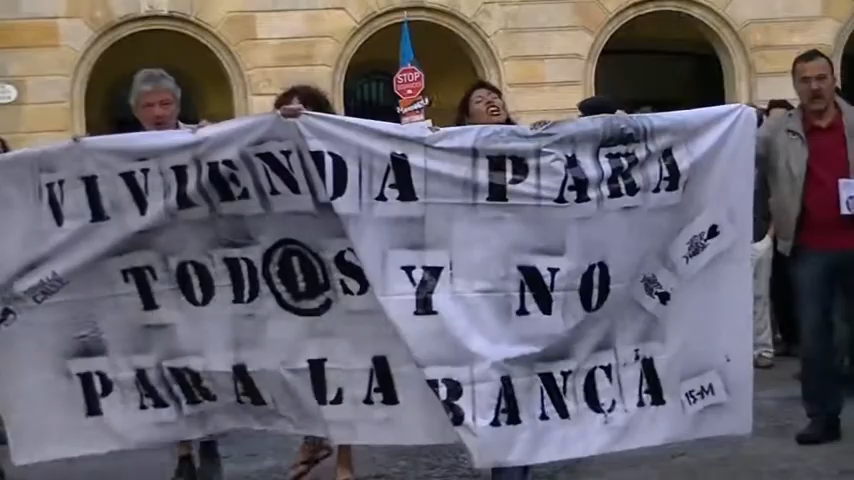 STOP
VIVIENDA PARA
TOD@S Y NO
PARA LA BANCA
15-M